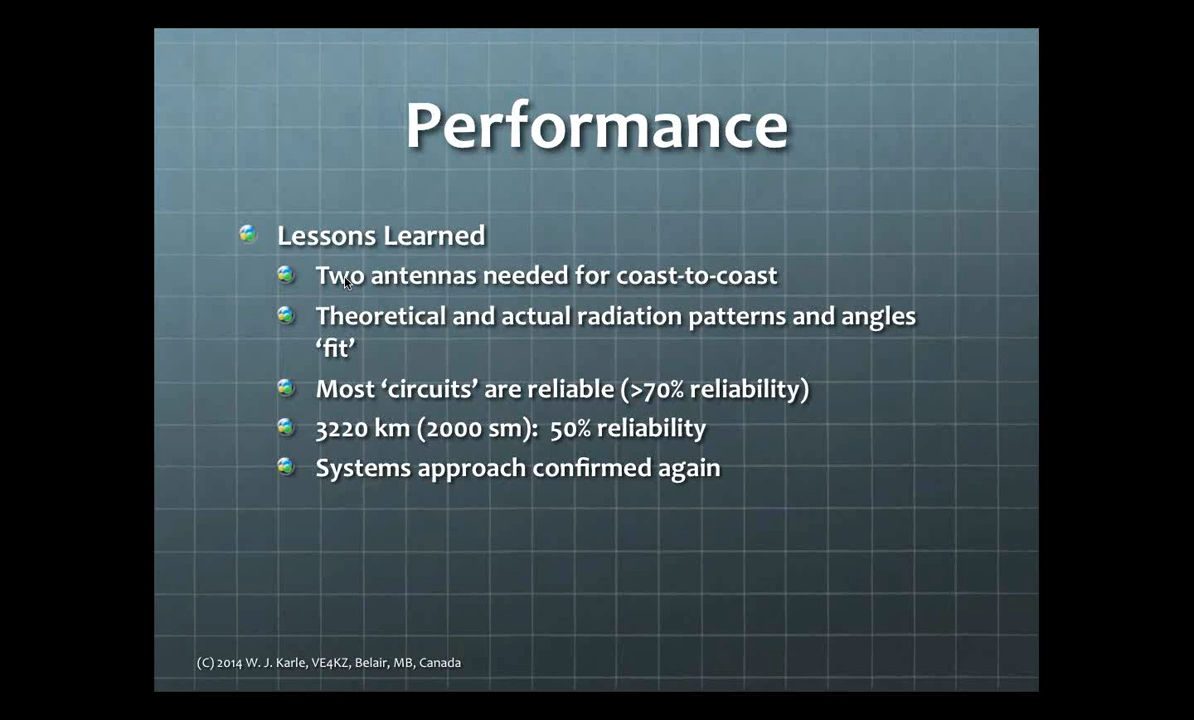 Performance
Lessons Learned
Two antennas needed for coast-to-coast
Theoretical and actual radiation patterns and angles
‘fit’
Most ‘circuits’ are reliable (>70% reliability)
3220 km (2000 sm):  50% reliability
Systems approach confirmed again
(C) 2014 W. J. Karle, VE4KZ, Belair, MB, Canada